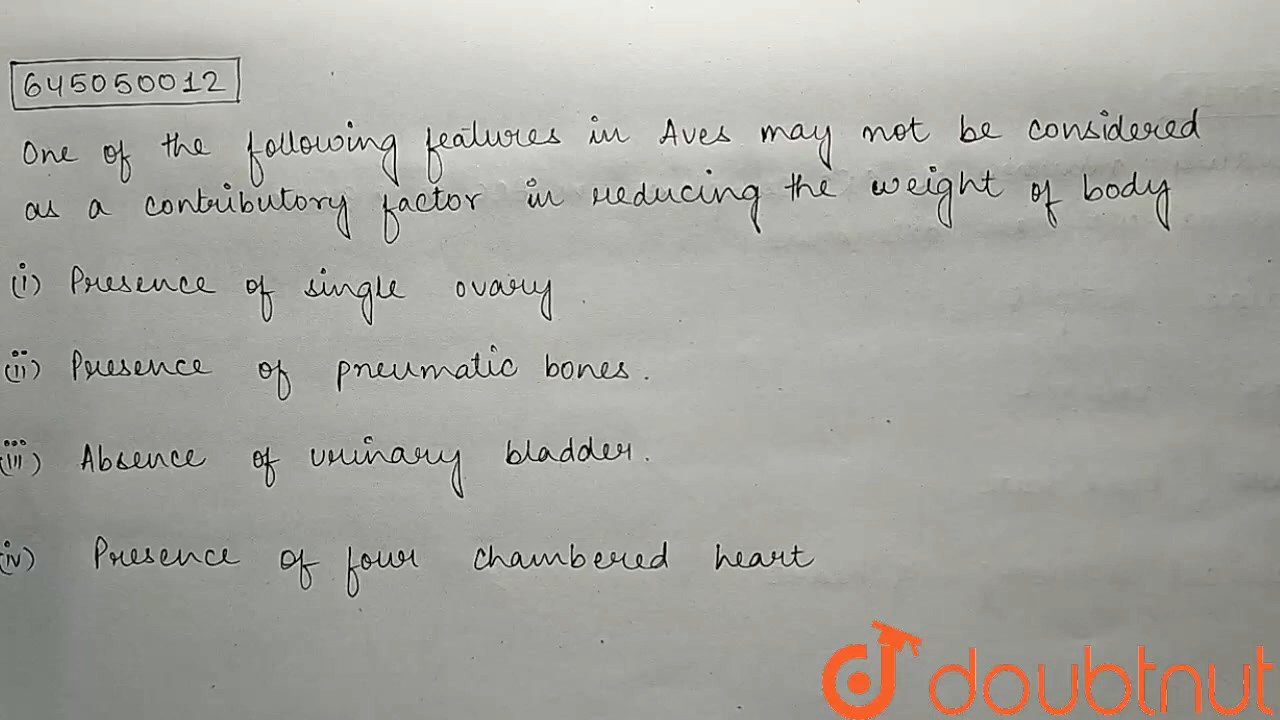 645050012
One of the following features in Aves may not be considered
as a contributory factor in reducing the weight of body
(i) Presence of single ovary
(ii) Presence of pneumatic bones.
(iii) Absence of urinary bladder.
(iv) Presence of four chambered heart
doubtnut